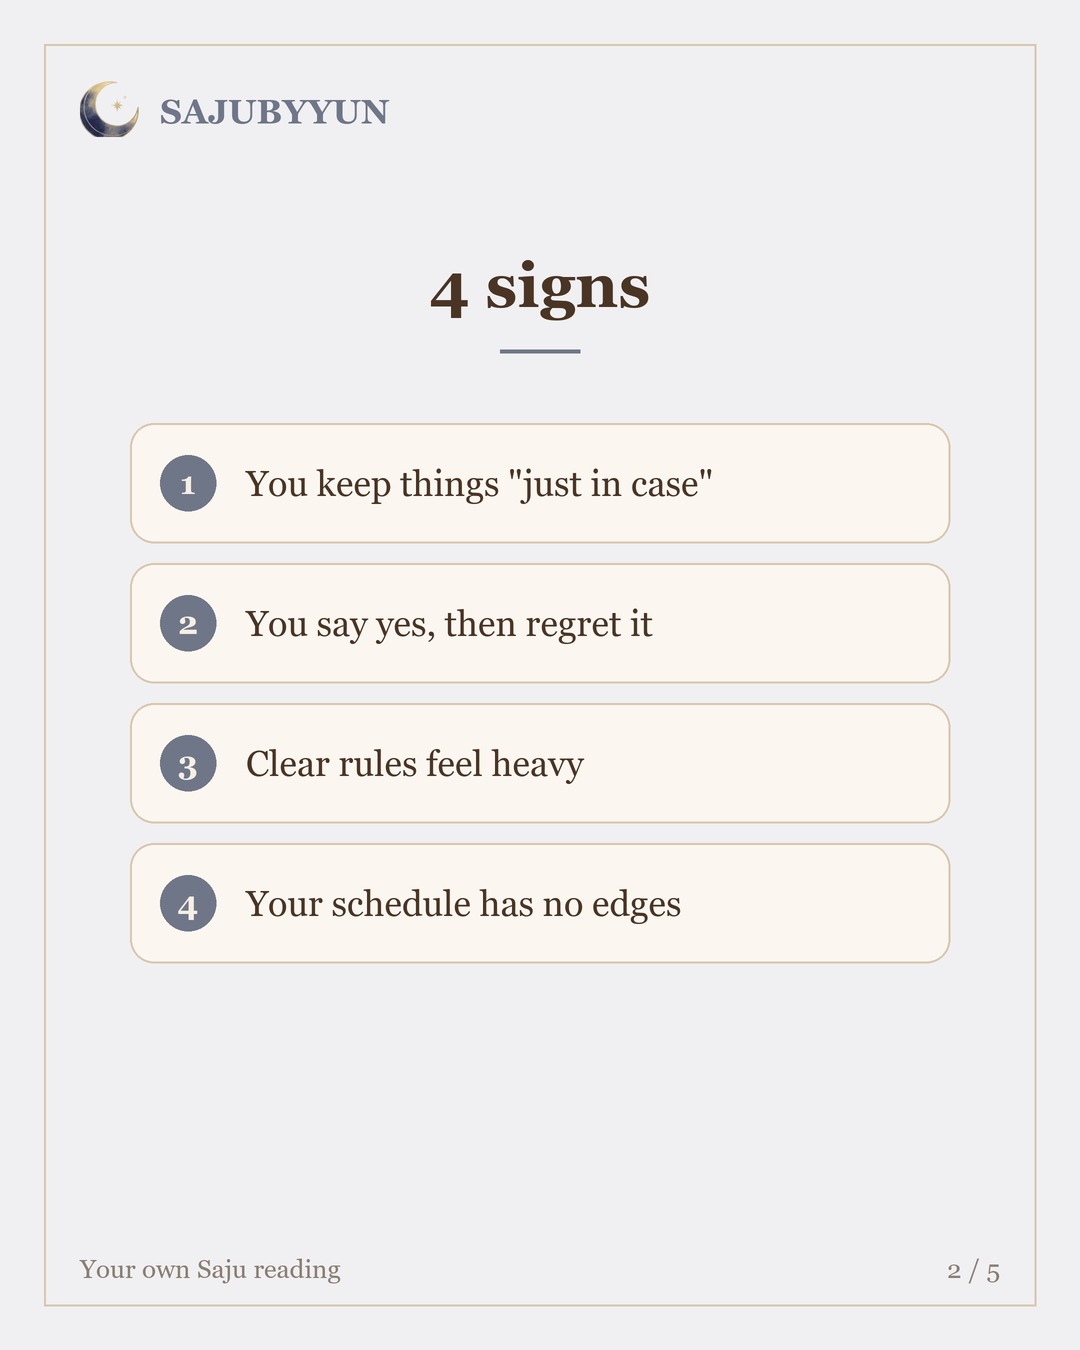 SAJUBYYUN
4 signs
1 You keep things "just in case"
2 You say yes, then regret it
3 Clear rules feel heavy
4 Your schedule has no edges
Your own Saju reading
2 / 5